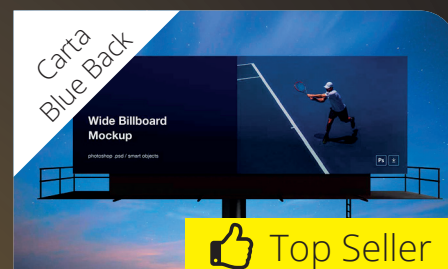 Carta
Blue Back
Wide Billboard
Mockup
photoshop .psd / smart objects
Ps
Top Seller